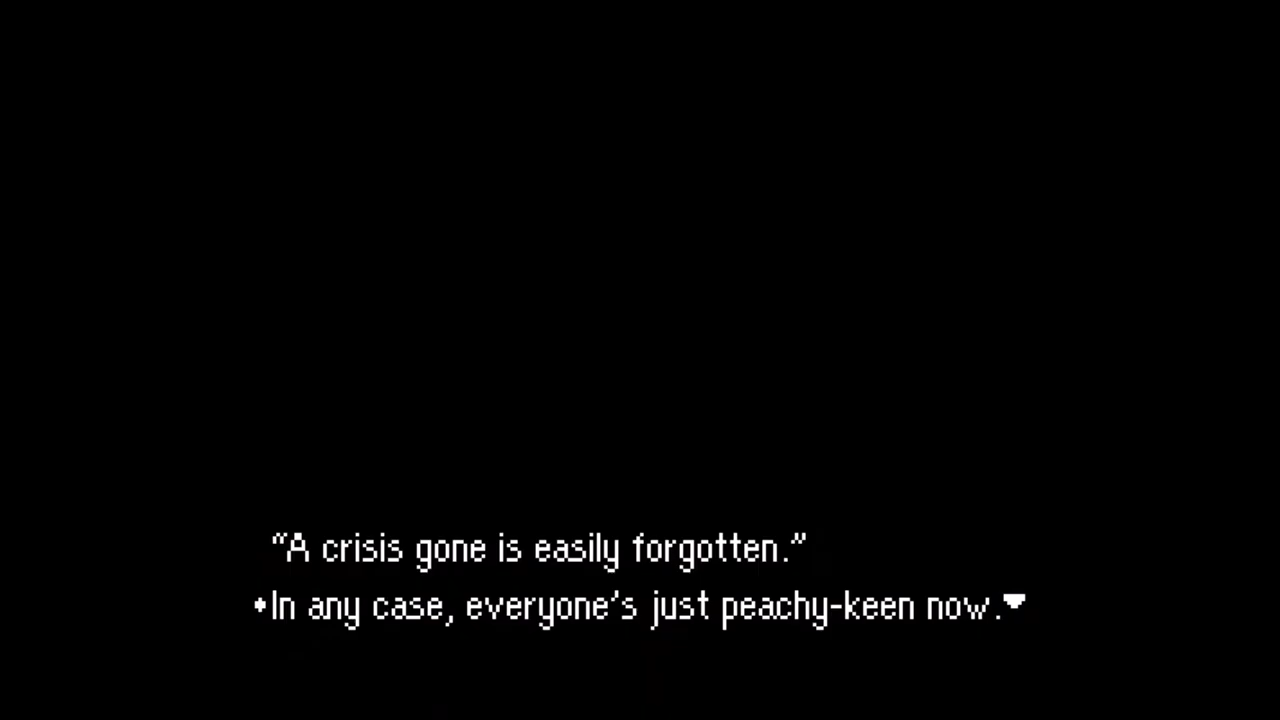 “A crisis gone is easily forgotten.”
•In any case, everyone's just peachy-keen now.